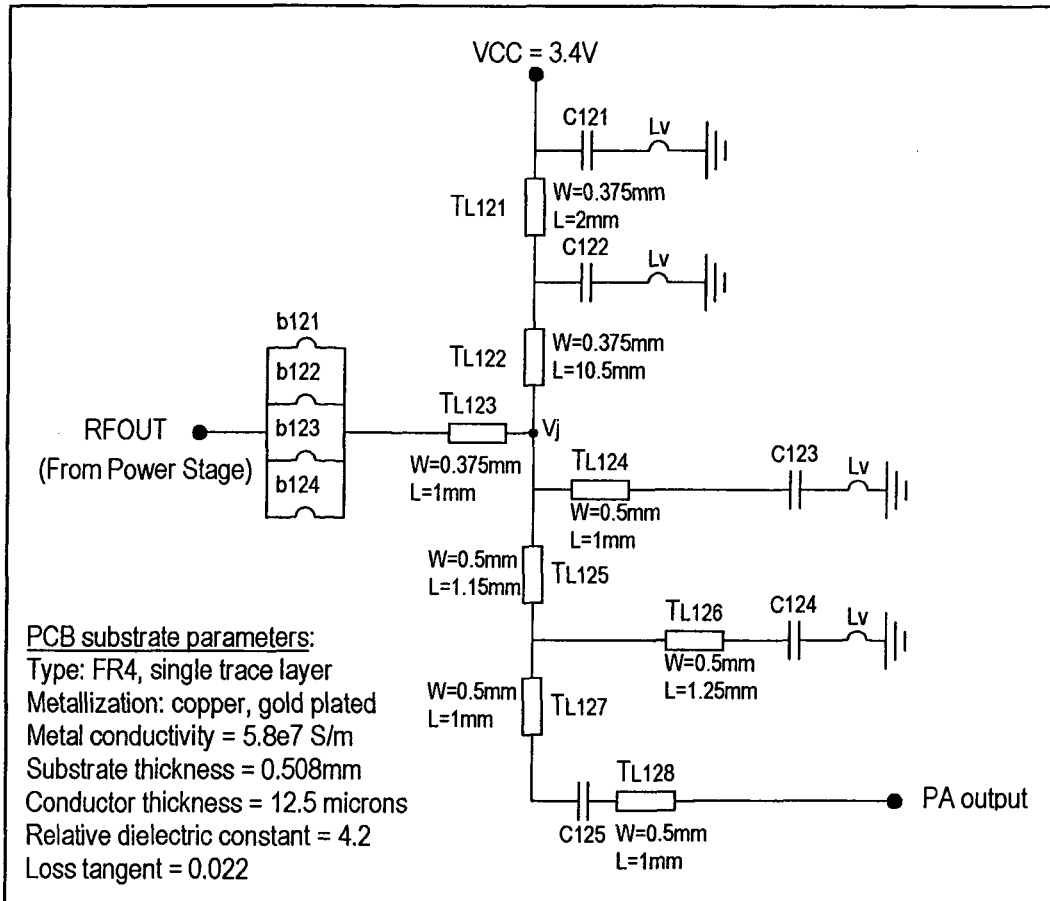 VCC = 3.4V
C121
Lv
TL121
W=0.375mm
L=2mm
C122
Lv
b121
b122
b123
b124
TL122
W=0.375mm
L=10.5mm
RFOUT
(From Power Stage)
TL123
W=0.375mm
L=1mm
Vj
TL124
W=0.5mm
L=1mm
C123
Lv
W=0.5mm
L=1.15mm
TL125
TL126
W=0.5mm
L=1.25mm
C124
Lv
W=0.5mm
L=1mm
TL127
C125
TL128
W=0.5mm
L=1mm
PA output
PCB substrate parameters:
Type: FR4, single trace layer
Metallization: copper, gold plated
Metal conductivity = 5.8e7 S/m
Substrate thickness = 0.508mm
Conductor thickness = 12.5 microns
Relative dielectric constant = 4.2
Loss tangent = 0.022